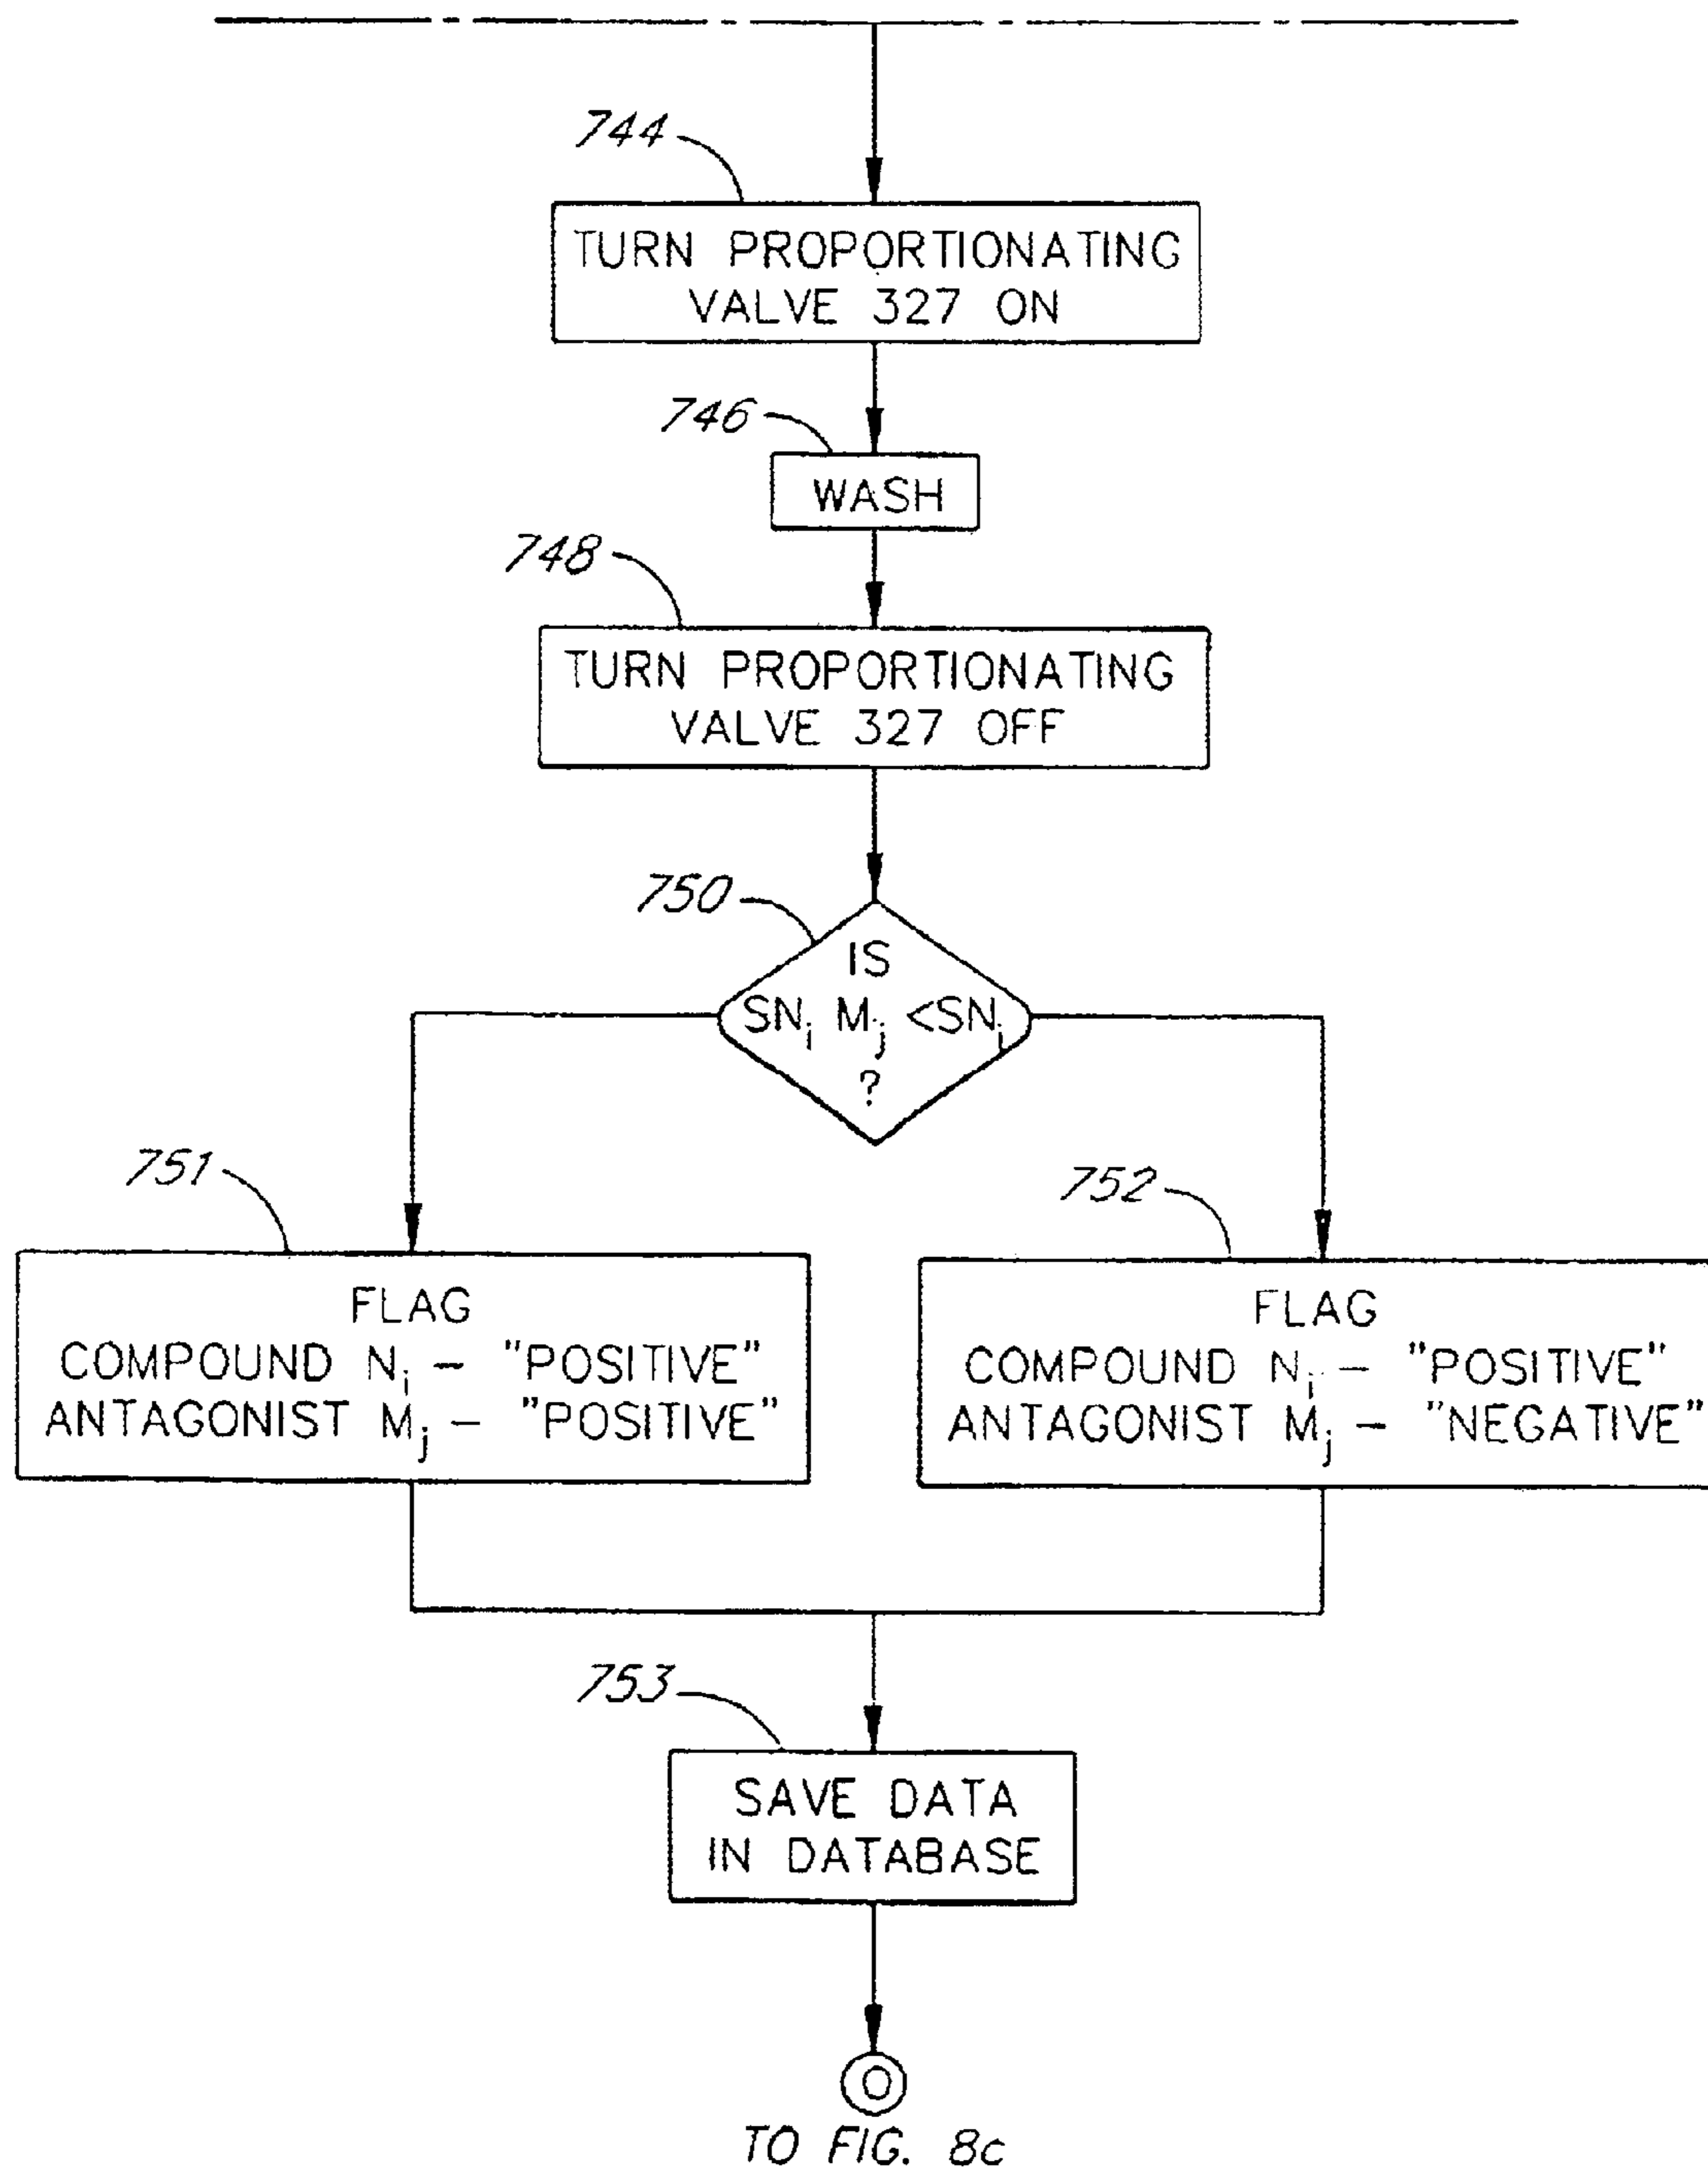 744
TURN PROPORTIONATING
VALVE 327 ON
746
WASH
748
TURN PROPORTIONATING
VALVE 327 OFF
750
IS
SNi Mj <SNi
?
751
FLAG
COMPOUND Ni – "POSITIVE"
ANTAGONIST Mj – "POSITIVE"
752
FLAG
COMPOUND Ni – "POSITIVE"
ANTAGONIST Mj – "NEGATIVE"
753
SAVE DATA
IN DATABASE
O
TO FIG. 8c